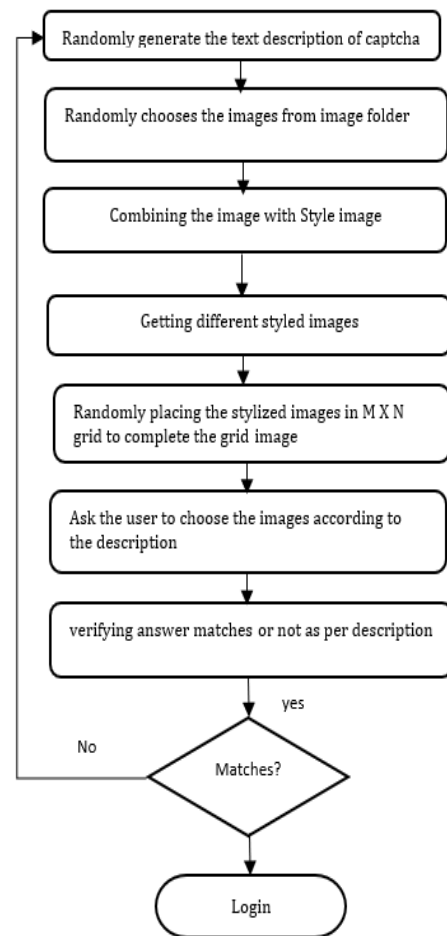 Randomly generate the text description of captcha
Randomly chooses the images from image folder
Combining the image with Style image
Getting different styled images
Randomly placing the stylized images in M X N
grid to complete the grid image
Ask the user to choose the images according to
the description
verifying answer matches or not as per description
yes
No
Matches?
Login